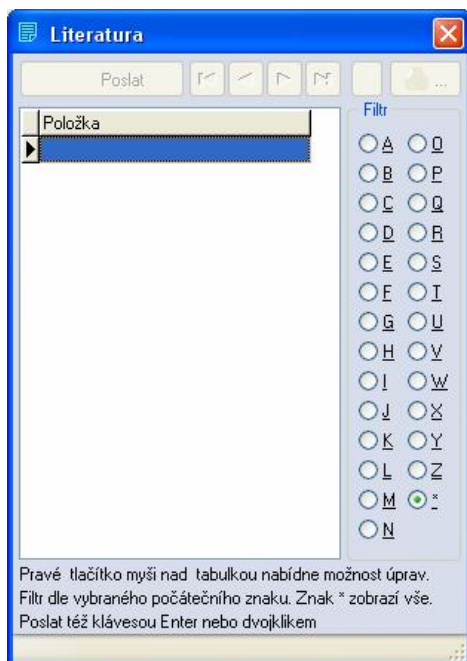 Literatura
Poslat
...
Položka
Filtr
A O
B P
C Q
D R
E S
F T
G U
H V
I W
J X
K Y
L Z
M *
N
Pravé tlačítko myši nad tabulkou nabídne možnost úprav.
Filtr dle vybraného počátečního znaku. Znak * zobrazí vše.
Poslat též klávesou Enter nebo dvojklikem